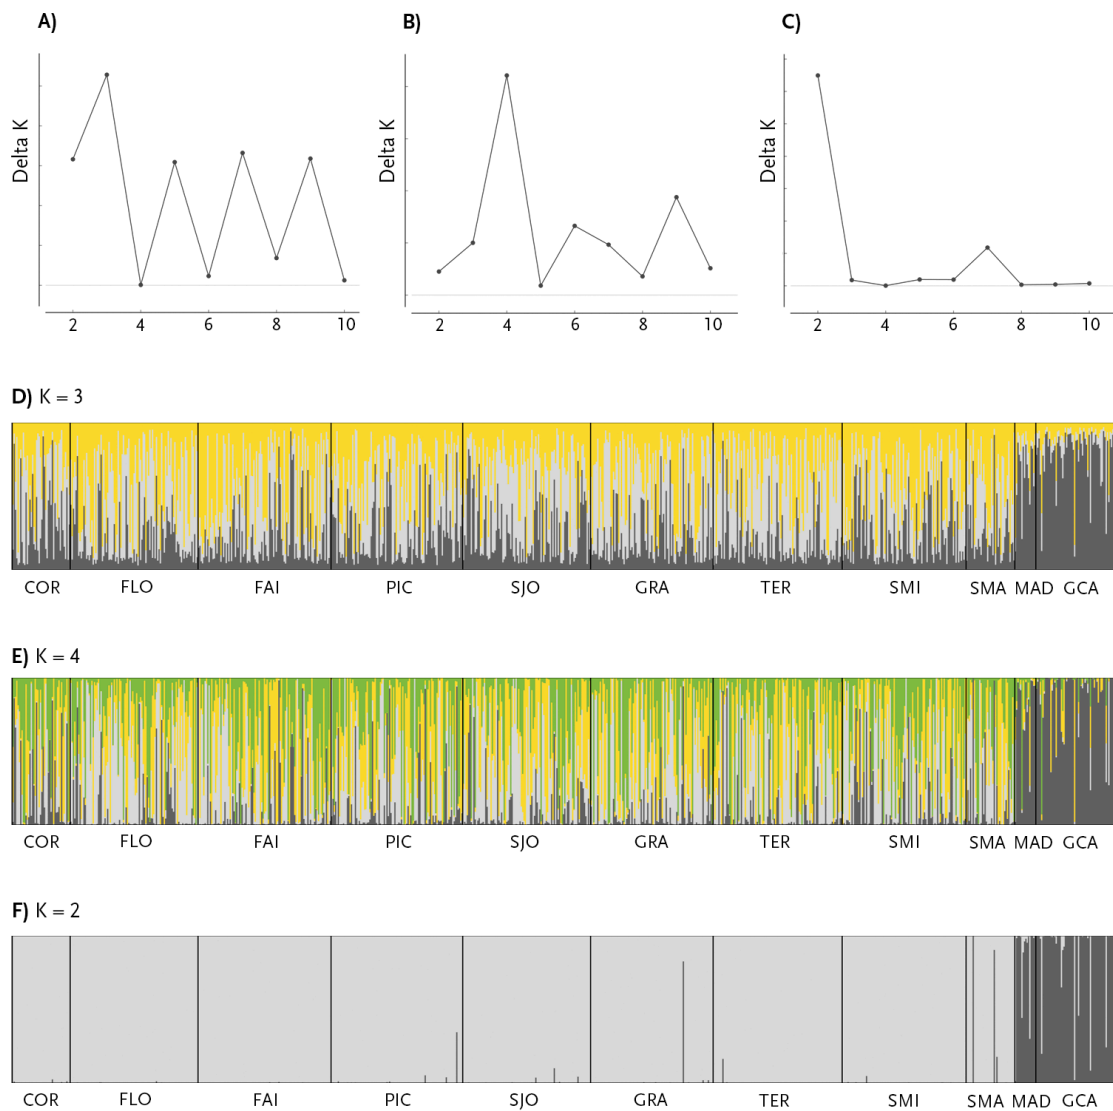 A) B) C)
Delta K Delta K Delta K
2 4 6 8 10 2 4 6 8 10 2 4 6 8 10
D) K = 3
COR FLO FAI PIC SJO GRA TER SMI SMA MAD GCA
E) K = 4
COR FLO FAI PIC SJO GRA TER SMI SMA MAD GCA
F) K = 2
COR FLO FAI PIC SJO GRA TER SMI SMA MAD GCA